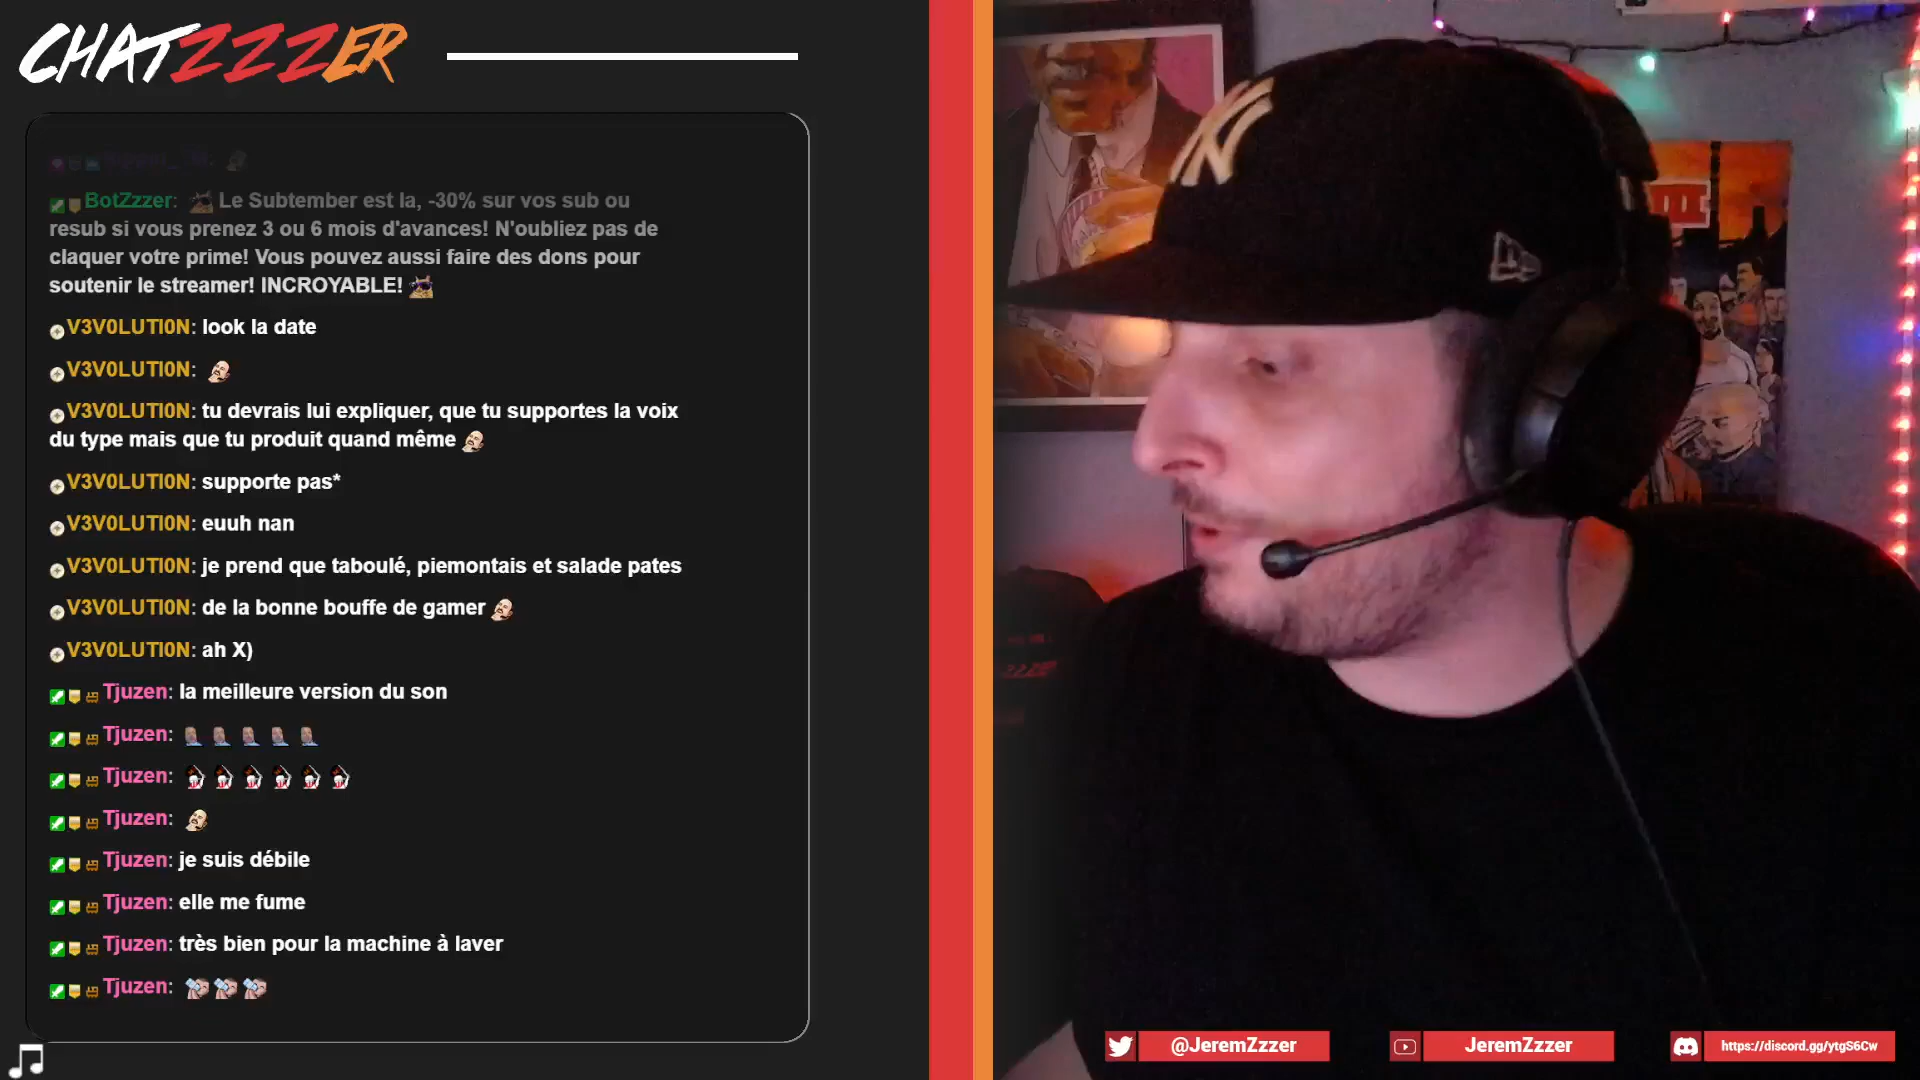 CHATZZZER
BotZzzer: Le Subtember est la, -30% sur vos sub ou
resub si vous prenez 3 ou 6 mois d'avances! N'oubliez pas de
claquer votre prime! Vous pouvez aussi faire des dons pour
soutenir le streamer! INCROYABLE!
V3V0LUTI0N: look la date
V3V0LUTI0N:
V3V0LUTI0N: tu devrais lui expliquer, que tu supportes la voix
du type mais que tu produit quand même
V3V0LUTI0N: supporte pas*
V3V0LUTI0N: euuh nan
V3V0LUTI0N: je prend que taboulé, piemontais et salade pates
V3V0LUTI0N: de la bonne bouffe de gamer
V3V0LUTI0N: ah X)
Tjuzen: la meilleure version du son
Tjuzen:
Tjuzen:
Tjuzen:
Tjuzen: je suis débile
Tjuzen: elle me fume
Tjuzen: très bien pour la machine à laver
Tjuzen:
NY
@JeremZzzer
JeremZzzer
https://discord.gg/ytgS6Cw